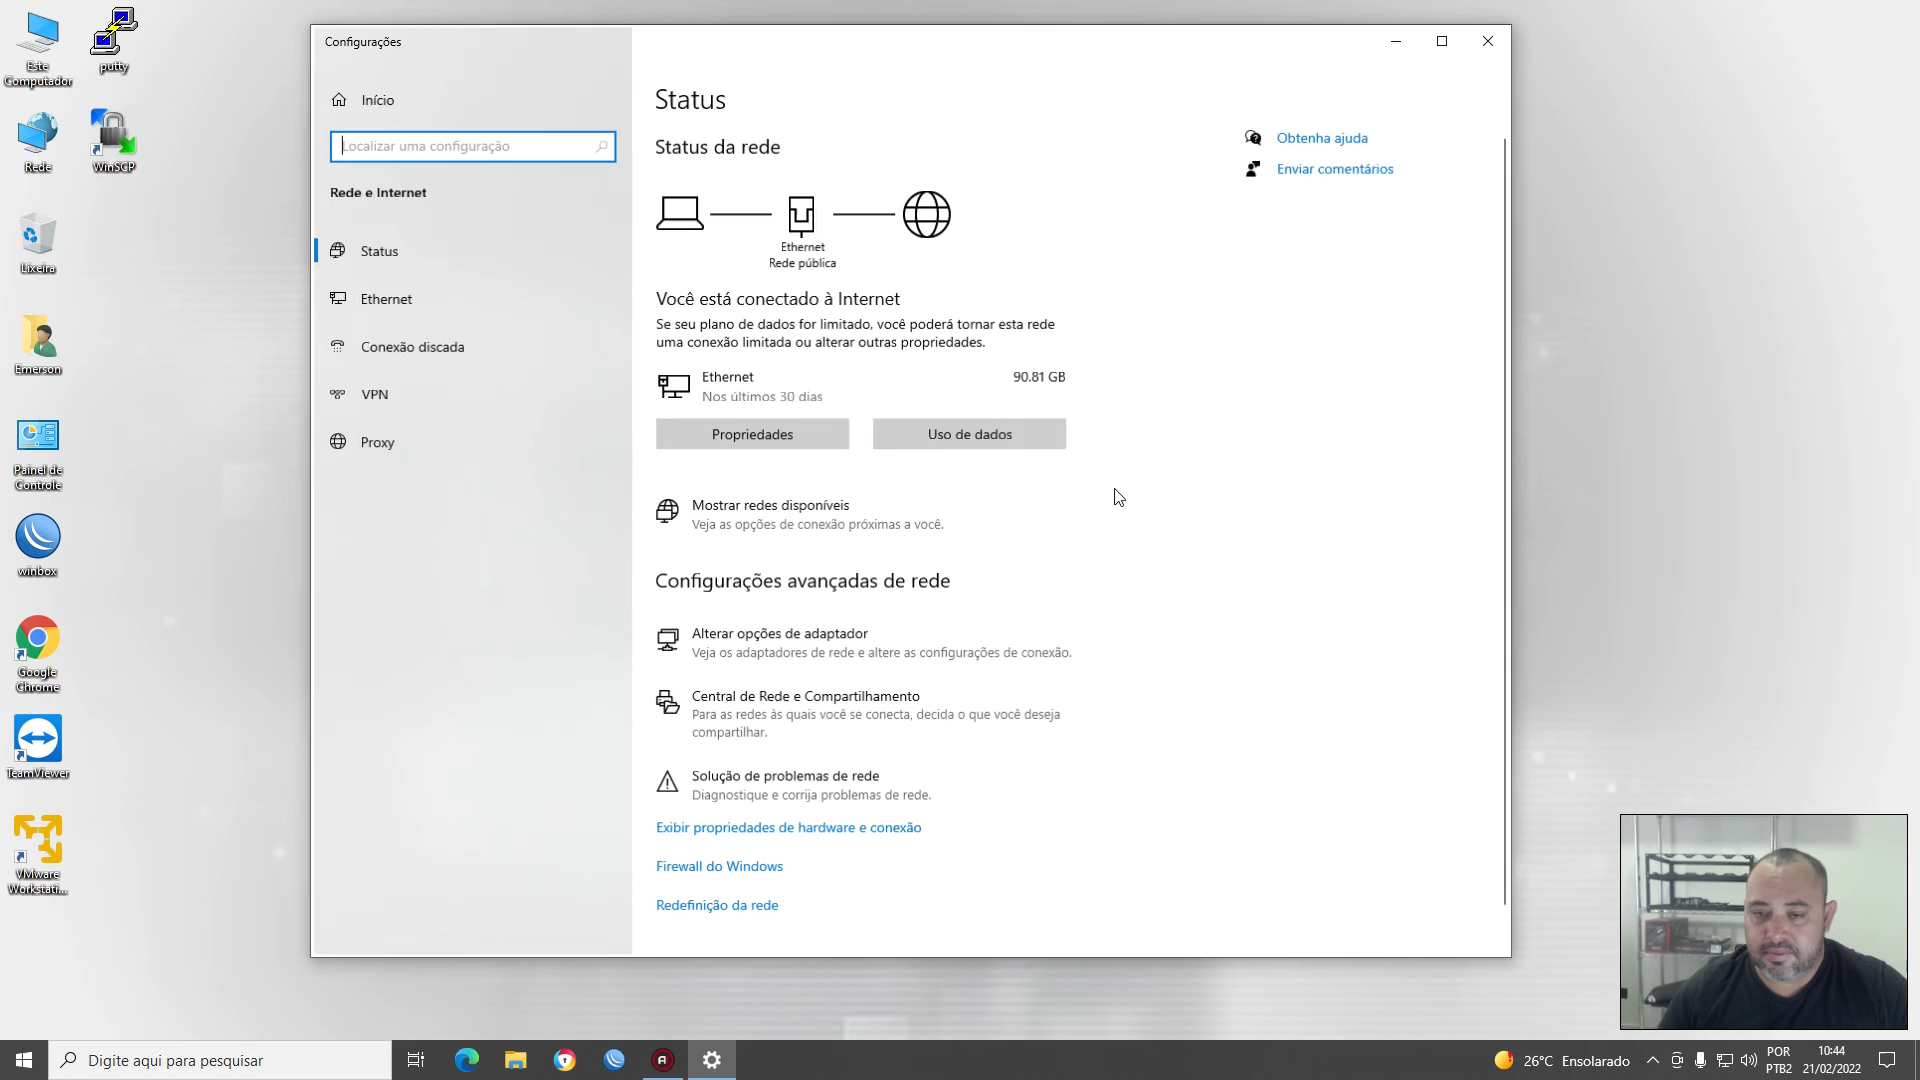 Este
Computador
putty
Rede
WinSCP
Lixeira
Emerson
Painel de
Controle
winbox
Google
Chrome
TeamViewer
VMware
Workstati...
Configurações
Início
Localizar uma configuração
Rede e Internet
Status
Ethernet
Conexão discada
VPN
Proxy
Status
Status da rede
Ethernet
Rede pública
Você está conectado à Internet
Se seu plano de dados for limitado, você poderá tornar esta rede
uma conexão limitada ou alterar outras propriedades.
Ethernet
90.81 GB
Nos últimos 30 dias
Propriedades
Uso de dados
Mostrar redes disponíveis
Veja as opções de conexão próximas a você.
Configurações avançadas de rede
Alterar opções de adaptador
Veja os adaptadores de rede e altere as configurações de conexão.
Central de Rede e Compartilhamento
Para as redes às quais você se conecta, decida o que você deseja
compartilhar.
Solução de problemas de rede
Diagnostique e corrija problemas de rede.
Exibir propriedades de hardware e conexão
Firewall do Windows
Redefinição da rede
Obtenha ajuda
Enviar comentários
Digite aqui para pesquisar
26°C Ensolarado
POR
PTB2
10:44
21/02/2022